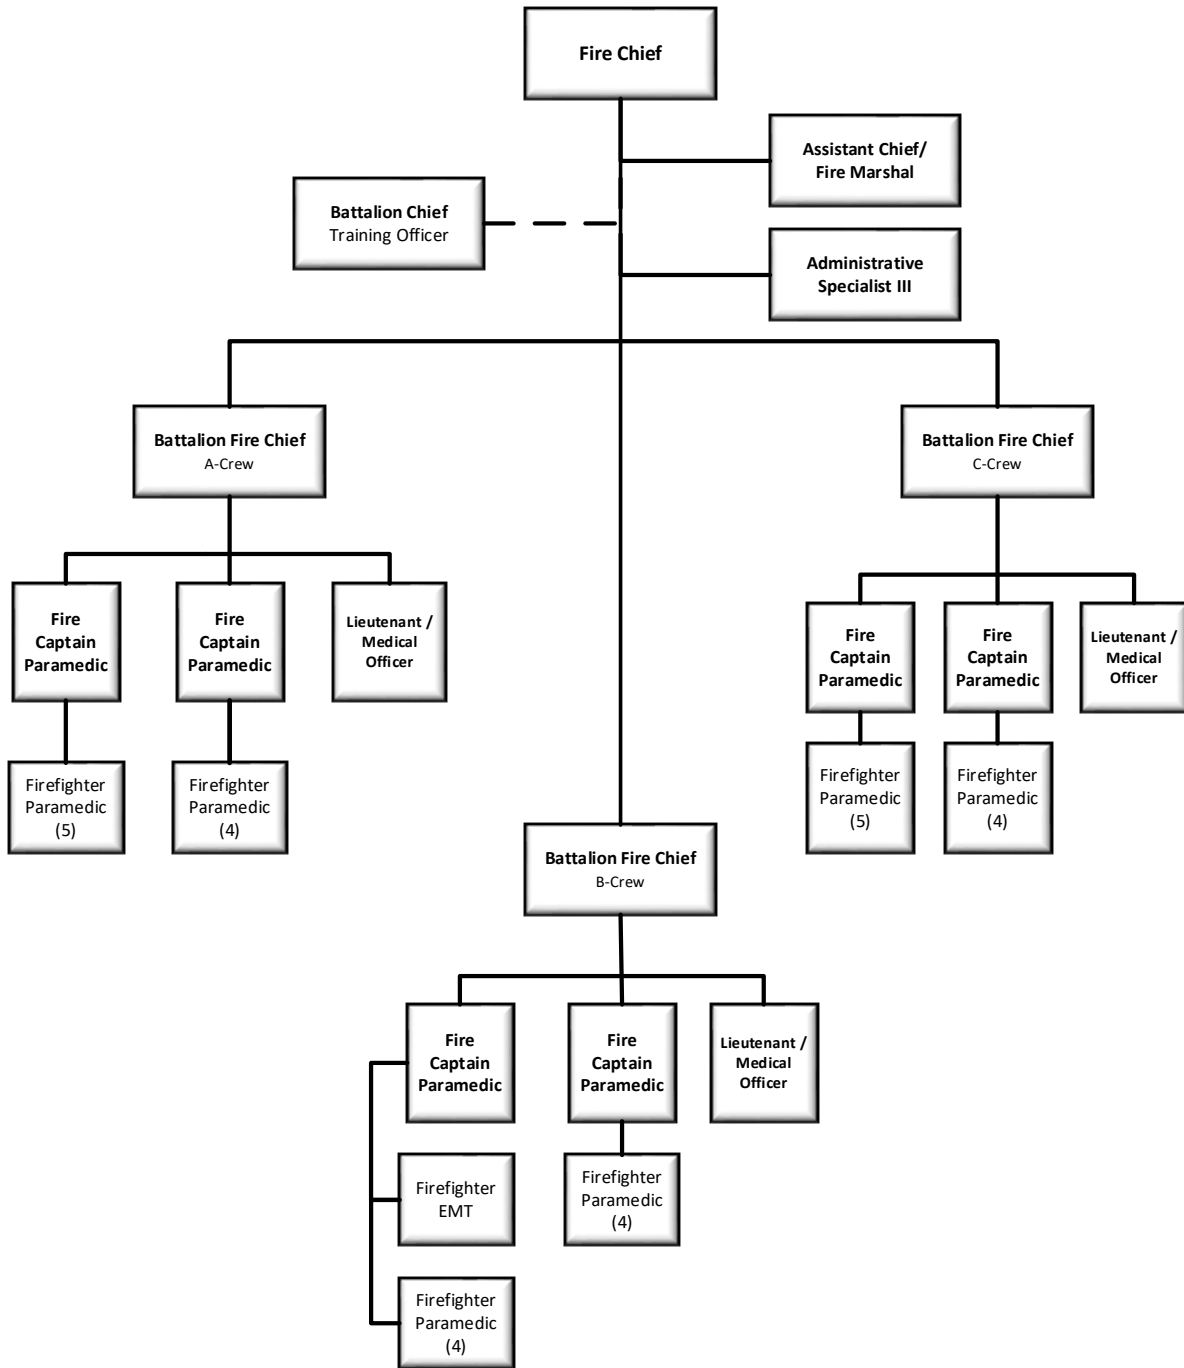 Fire Chief
Assistant Chief/
Fire Marshal
Battalion Chief
Training Officer
Administrative
Specialist III
Battalion Fire Chief
A-Crew
Battalion Fire Chief
C-Crew
Fire
Captain
Paramedic
Fire
Captain
Paramedic
Lieutenant /
Medical
Officer
Firefighter
Paramedic
(5)
Firefighter
Paramedic
(4)
Fire
Captain
Paramedic
Fire
Captain
Paramedic
Lieutenant /
Medical
Officer
Firefighter
Paramedic
(5)
Firefighter
Paramedic
(4)
Battalion Fire Chief
B-Crew
Fire
Captain
Paramedic
Fire
Captain
Paramedic
Lieutenant /
Medical
Officer
Firefighter
EMT
Firefighter
Paramedic
(4)
Firefighter
Paramedic
(4)